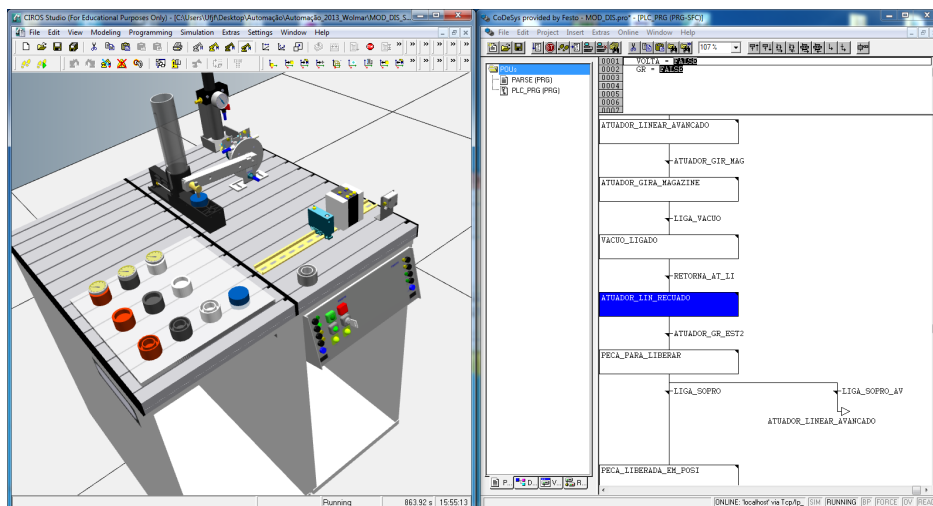 CIROS Studio (For Educational Purposes Only) - [C:\Users\Ufjf\Desktop\Automação\Automação_2013_Wolmar\MOD_DIS_S...
File Edit View Modeling Programming Simulation Extras Settings Window Help
Running 863.92 s 15:55:13
CoDeSys provided by Festo - MOD_DIS.pro* - [PLC_PRG (PRG-SFC)]
File Edit Project Insert Extras Online Window Help
107 %
POUs
PARSE (PRG)
PLC_PRG (PRG)
P... D... V... R...
0001 VOLTA = FALSE
0002 GR = FALSE
0003
0004
0005
0006
0007
ATUADOR_LINEAR_AVANCADO
ATUADOR_GIR_MAG
ATUADOR_GIRA_MAGAZINE
LIGA_VACUO
VACUO_LIGADO
RETORNA_AT_LI
ATUADOR_LIN_RECUADO
ATUADOR_GR_EST2
PECA_PARA_LIBERAR
LIGA_SOPRO
LIGA_SOPRO_AV
ATUADOR_LINEAR_AVANCADO
PECA_LIBERADA_EM_POSI
ONLINE: 'localhost' via Tcp/Ip_ SIM RUNNING BP FORCE OV READ